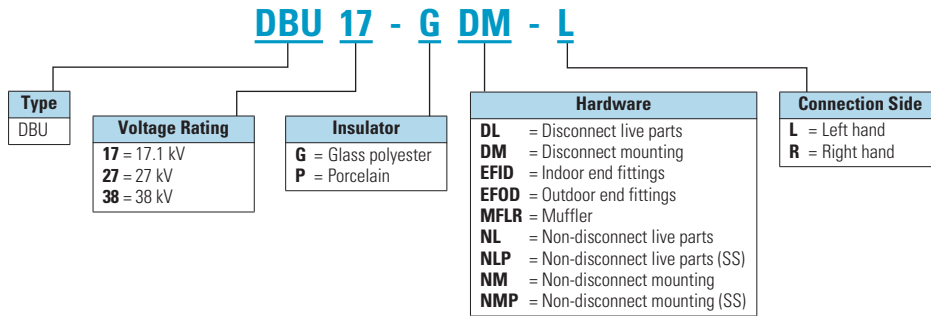 DBU 17 - G DM - L
Type
DBU
Voltage Rating
17 = 17.1 kV
27 = 27 kV
38 = 38 kV
Insulator
G = Glass polyester
P = Porcelain
Hardware
DL = Disconnect live parts
DM = Disconnect mounting
EFID = Indoor end fittings
EFOD = Outdoor end fittings
MFLR = Muffler
NL = Non-disconnect live parts
NLP = Non-disconnect live parts (SS)
NM = Non-disconnect mounting
NMP = Non-disconnect mounting (SS)
Connection Side
L = Left hand
R = Right hand